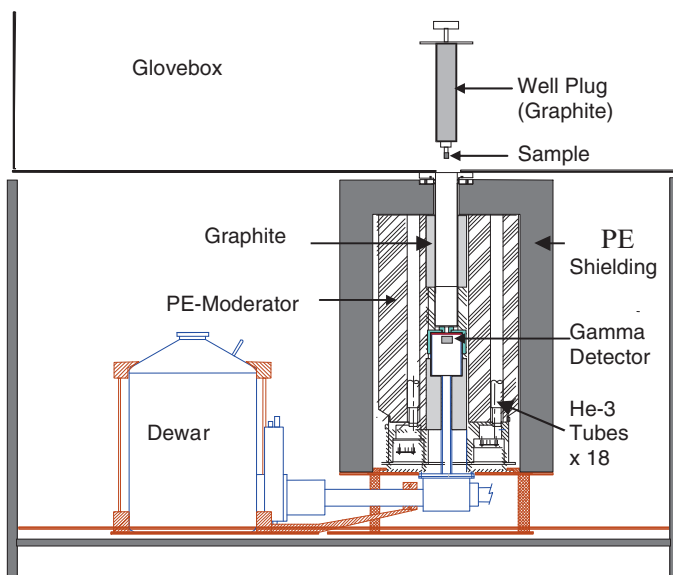 Glovebox
Well Plug
(Graphite)
Sample
Graphite
PE
Shielding
PE-Moderator
Gamma
Detector
Dewar
He-3
Tubes
x 18